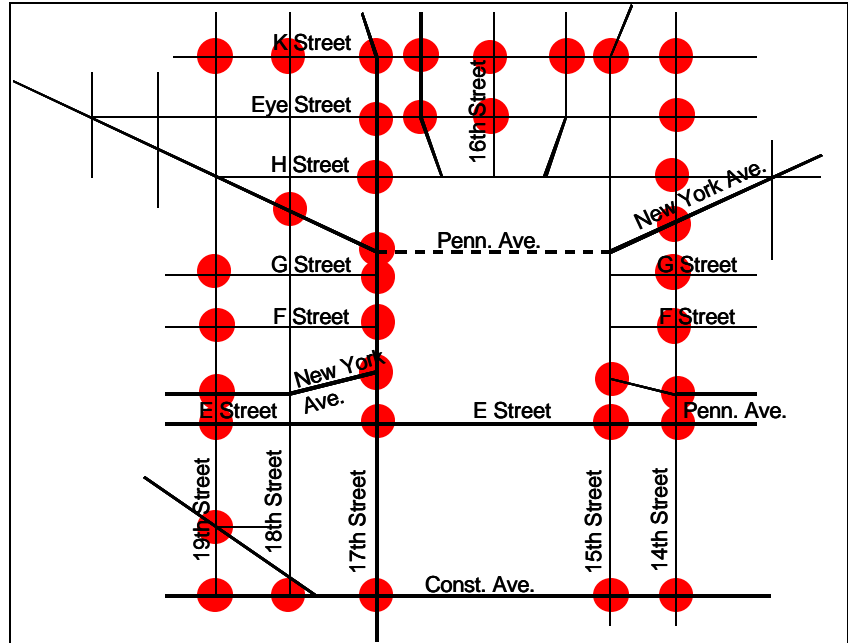 K Street
Eye Street
16th Street
H Street
New York Ave.
Penn. Ave.
G Street
G Street
F Street
F Street
New York
Ave.
E Street
E Street
Penn. Ave.
19th Street
18th Street
17th Street
15th Street
14th Street
Const. Ave.